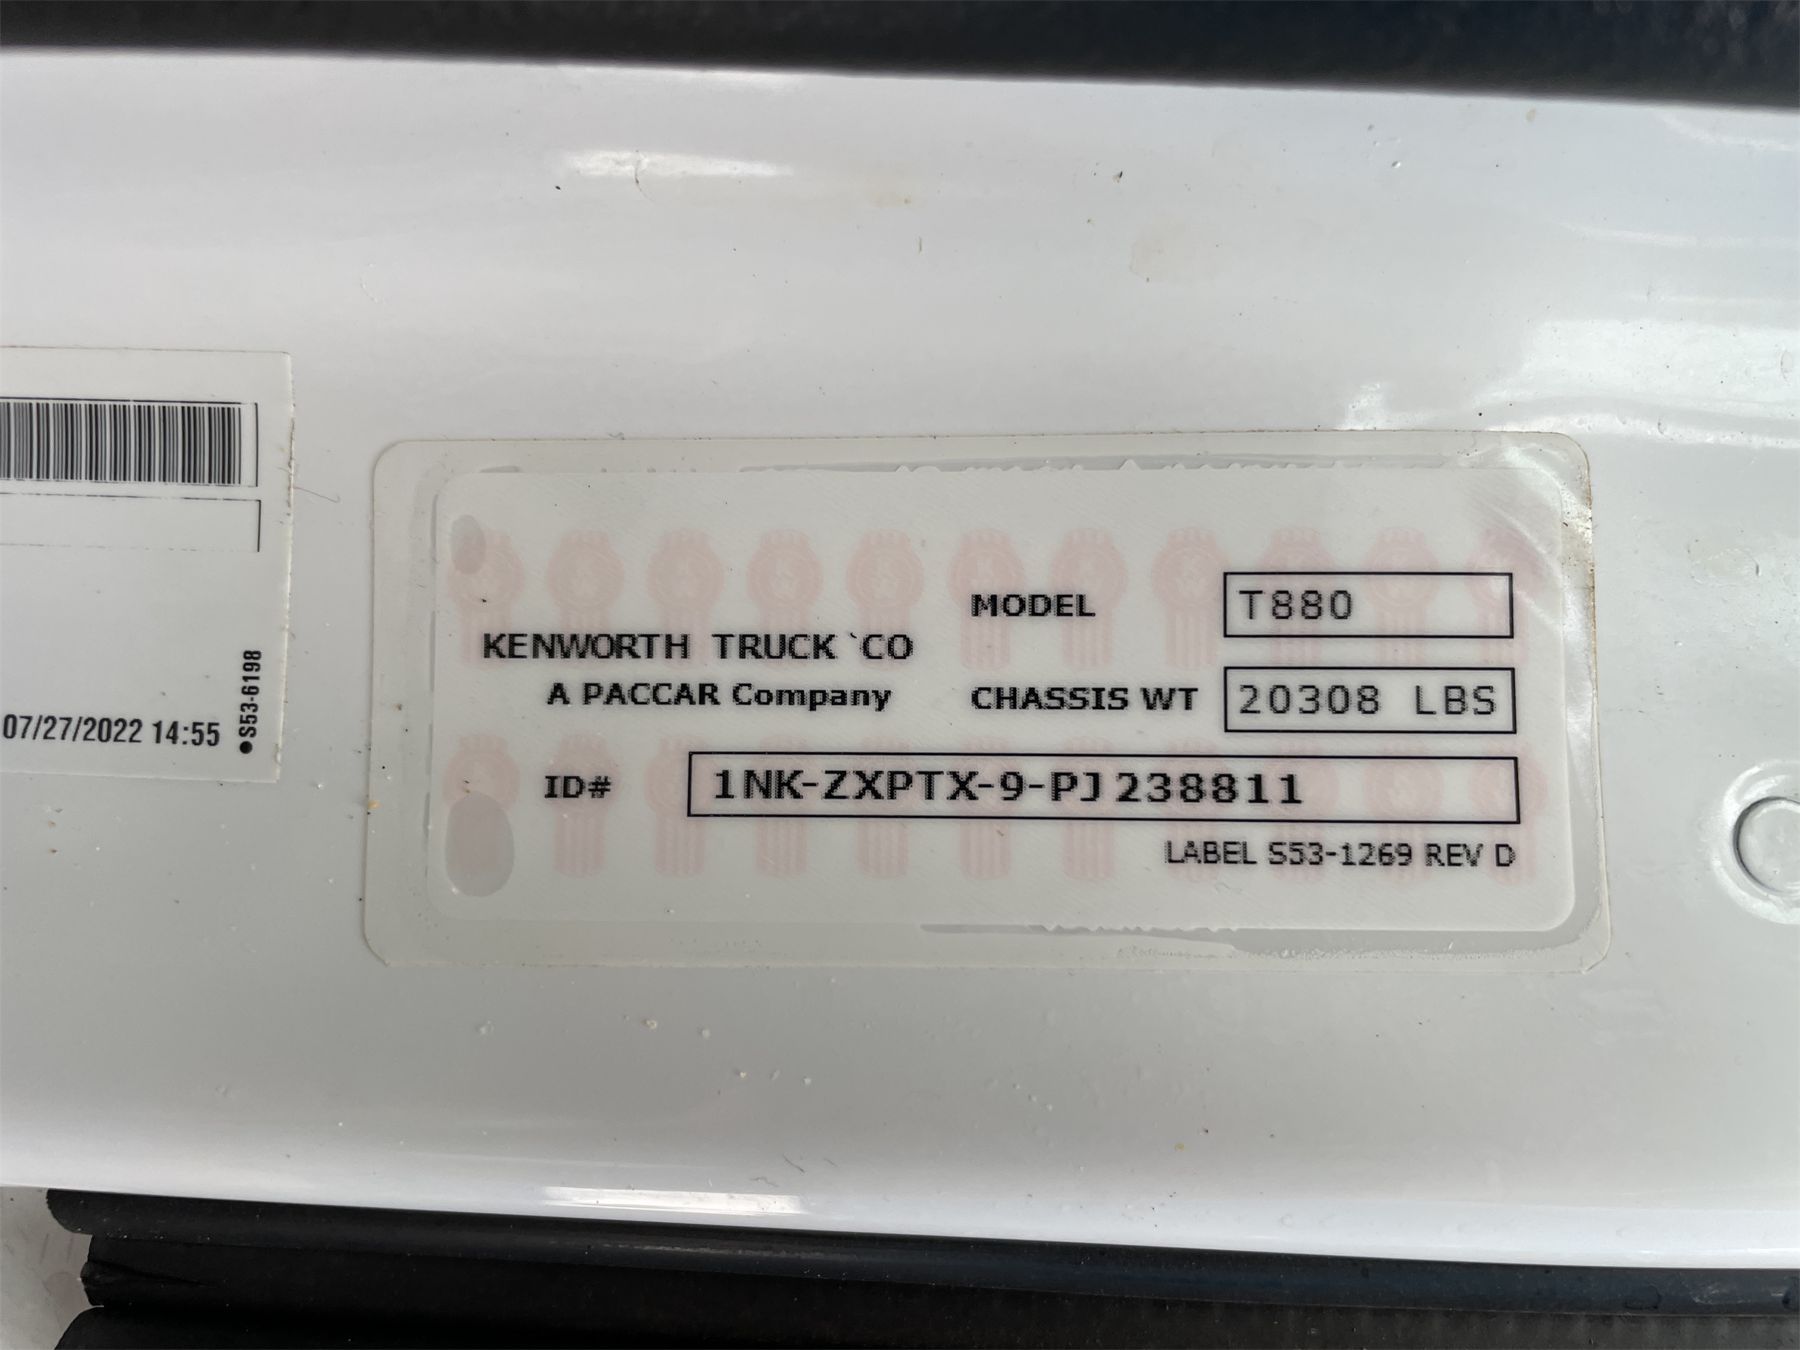 07/27/2022 14:55
●S53-6198
MODEL T880
KENWORTH TRUCK `CO
A PACCAR Company
CHASSIS WT 20308 LBS
ID# 1NK-ZXPTX-9-PJ238811
LABEL S53-1269 REV D